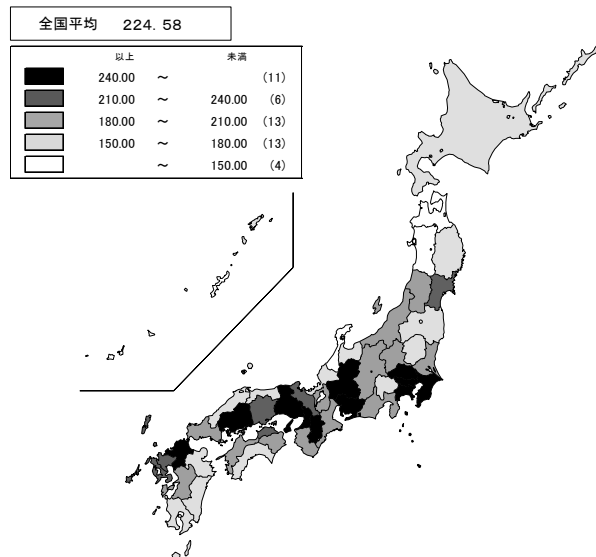 全国平均 224.58
以上 未満
240.00 ～ (11)
210.00 ～ 240.00 (6)
180.00 ～ 210.00 (13)
150.00 ～ 180.00 (13)
～ 150.00 (4)